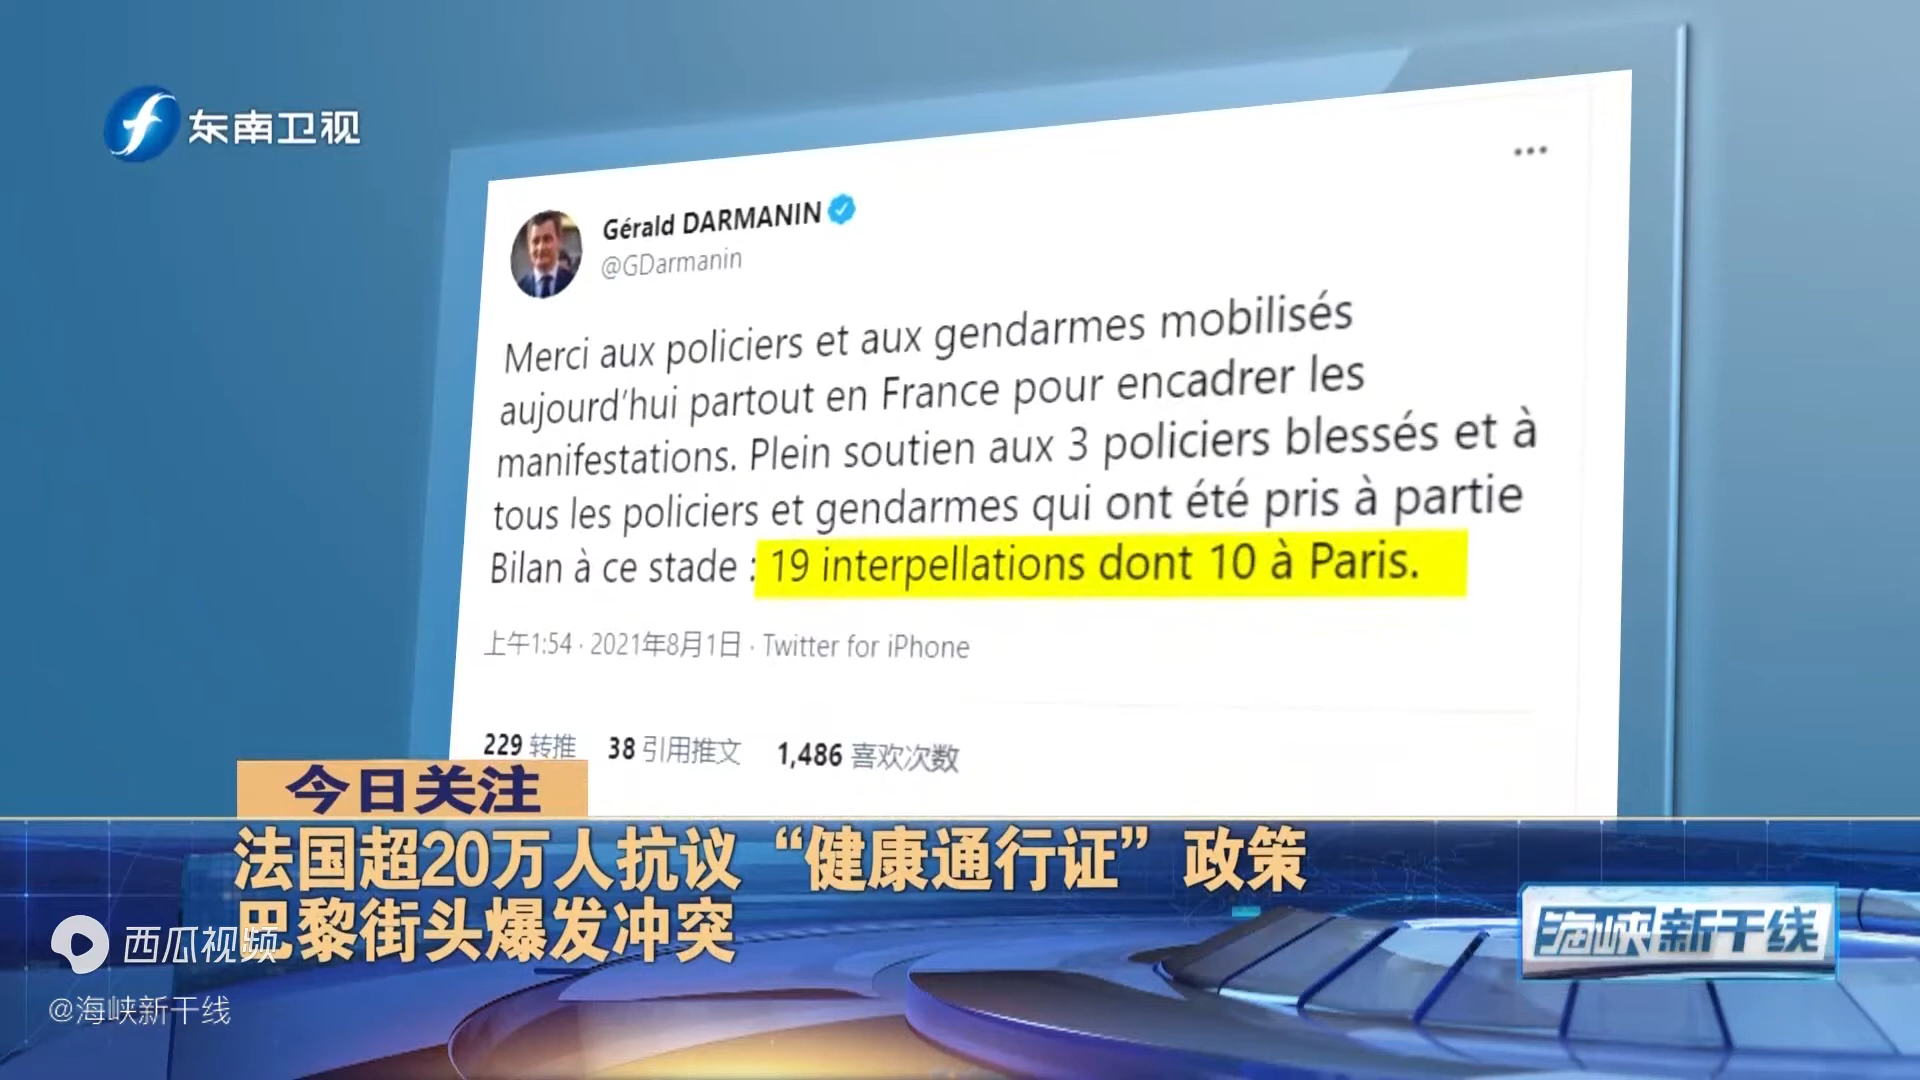 东南卫视
Gérald DARMANIN
@GDarmanin
Merci aux policiers et aux gendarmes mobilisés
aujourd’hui partout en France pour encadrer les
manifestations. Plein soutien aux 3 policiers blessés et à
tous les policiers et gendarmes qui ont été pris à partie
Bilan à ce stade : 19 interpellations dont 10 à Paris.
上午1:54 · 2021年8月1日 · Twitter for iPhone
229 转推 38 引用推文 1,486 喜欢次数
今日关注
法国超20万人抗议“健康通行证”政策
巴黎街头爆发冲突
西瓜视频
@海峡新干线
海峡新干线